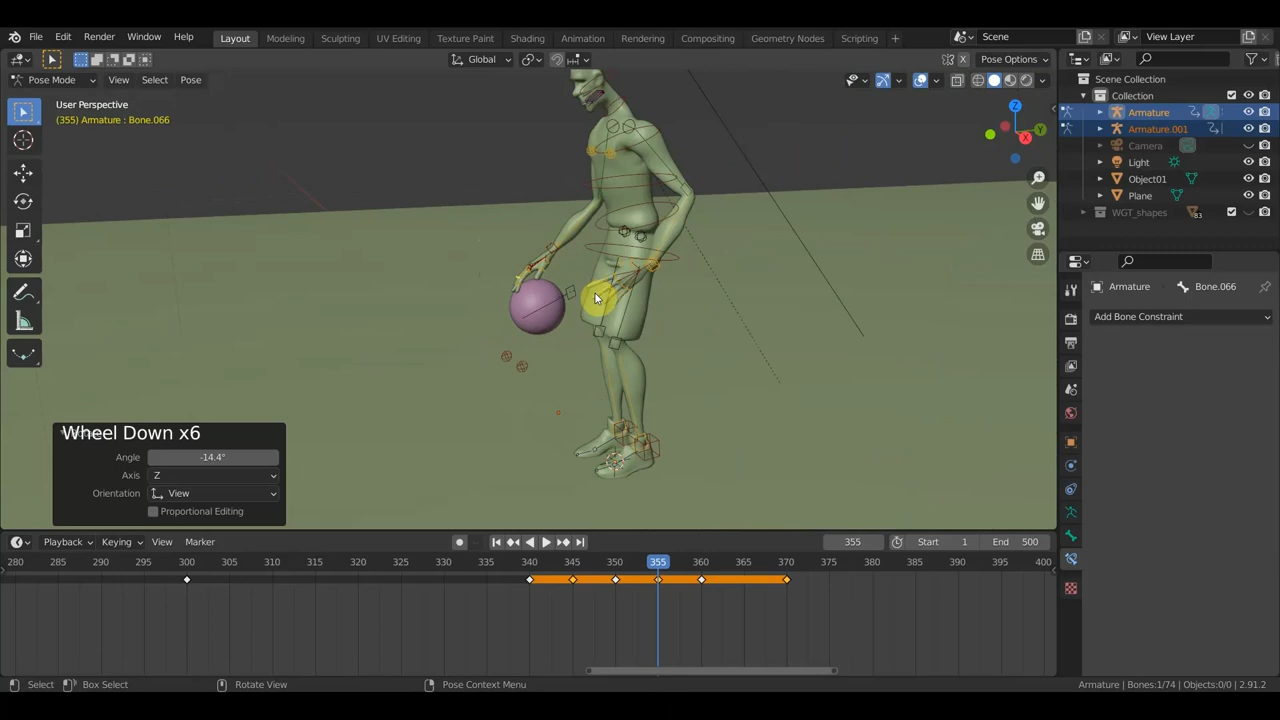 File Edit Render Window Help Layout Modeling Sculpting UV Editing Texture Paint Shading Animation Rendering Compositing Geometry Nodes Scripting + Scene View Layer
Global Pose Options
Pose Mode View Select Pose
User Perspective
(355) Armature : Bone.066
Z
Y
X
Scene Collection
Collection
Armature
Armature.001
Camera
Light
Object01
Plane
WGT_shapes 83
Armature Bone.066
Add Bone Constraint
Wheel Down x6
Angle -14.4°
Axis Z
Orientation View
Proportional Editing
Playback Keying View Marker 355 Start 1 End 500
280 285 290 295 300 305 310 315 320 325 330 335 340 345 350 355 360 365 370 375 380 385 390 395 400
Select Box Select Rotate View Pose Context Menu Armature | Bones:1/74 | Objects:0/0 | 2.91.2